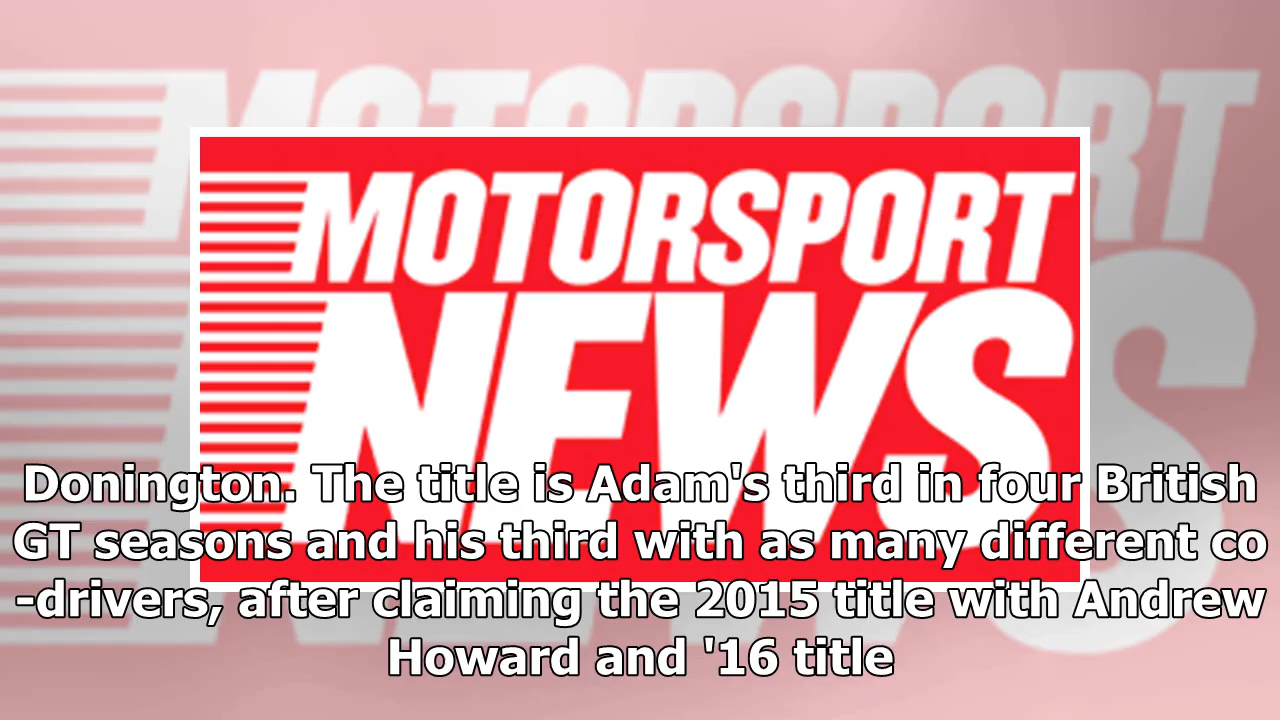 MOTORSPORT
NEWS
Donington. The title is Adam's third in four British
GT seasons and his third with as many different co
-drivers, after claiming the 2015 title with Andrew
Howard and '16 title